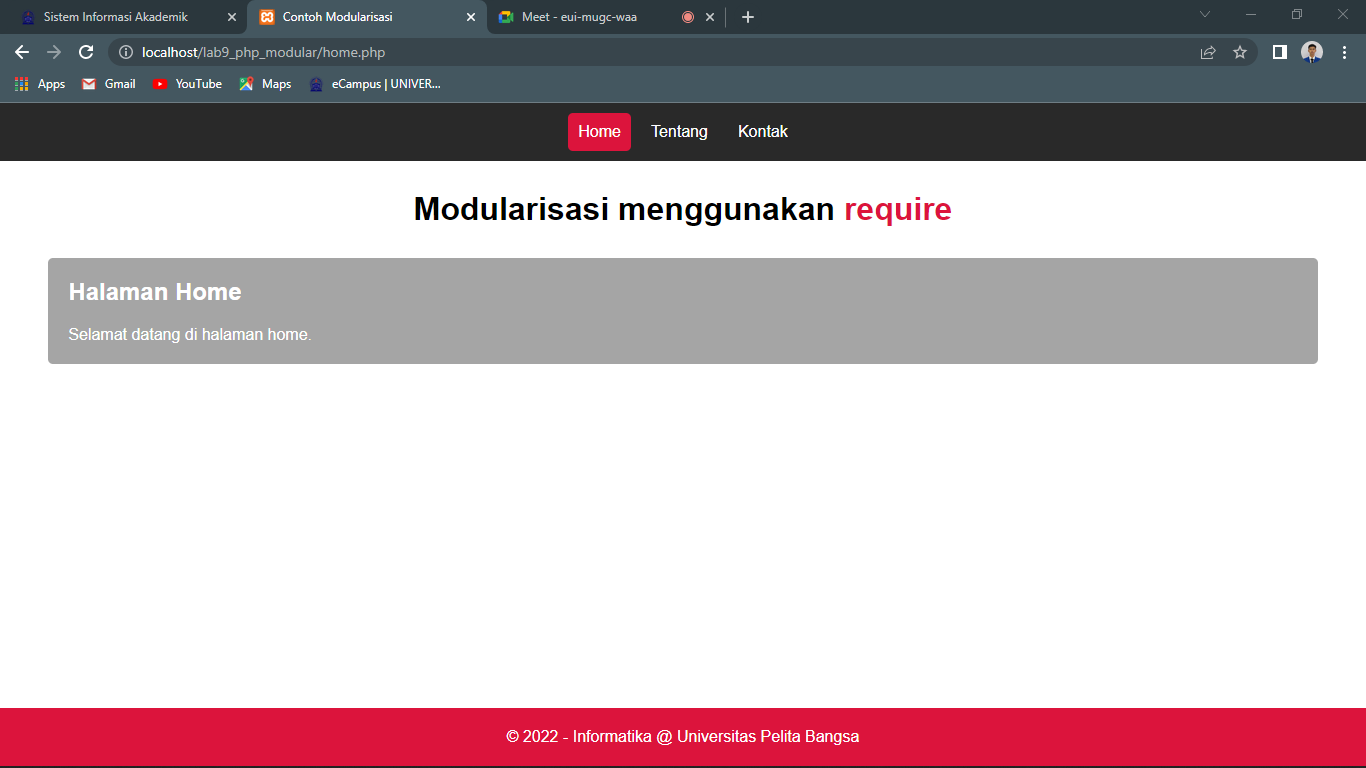 Sistem Informasi Akademik
Contoh Modularisasi
Meet - eui-mugc-waa
localhost/lab9_php_modular/home.php
Apps
Gmail
YouTube
Maps
eCampus | UNIVER...
Home
Tentang
Kontak
Modularisasi menggunakan require
Halaman Home
Selamat datang di halaman home.
© 2022 - Informatika @ Universitas Pelita Bangsa